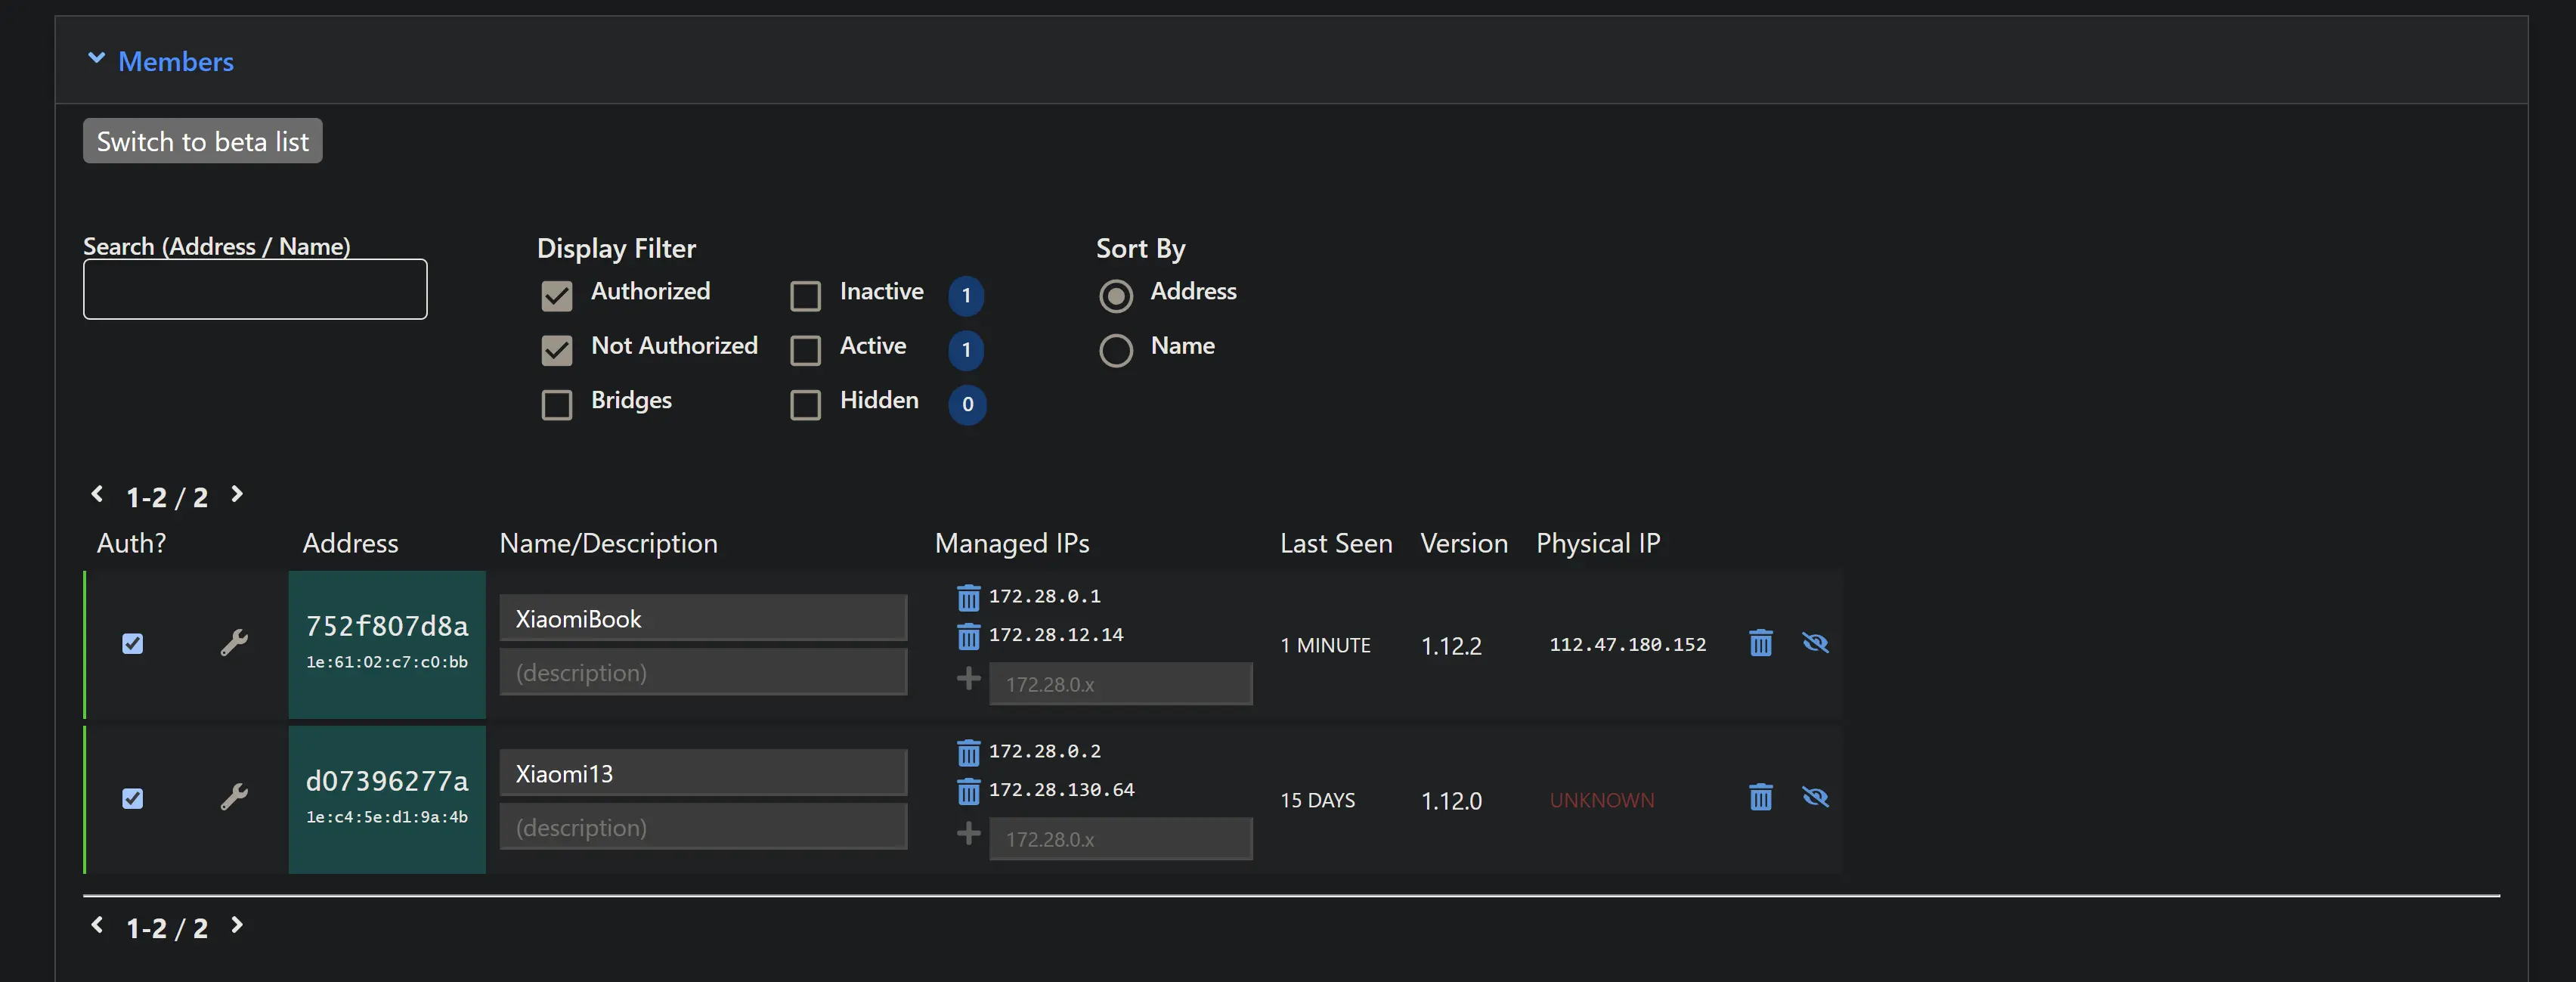 Members
Switch to beta list
Search (Address / Name)
Display Filter
Authorized
Inactive
1
Not Authorized
Active
1
Bridges
Hidden
0
Sort By
Address
Name
1-2 / 2
Auth? Address Name/Description Managed IPs Last Seen Version Physical IP
752f807d8a
1e:61:02:c7:c0:bb
XiaomiBook
(description)
172.28.0.1
172.28.12.14
172.28.0.x
1 MINUTE
1.12.2
112.47.180.152
d07396277a
1e:c4:5e:d1:9a:4b
Xiaomi13
(description)
172.28.0.2
172.28.130.64
172.28.0.x
15 DAYS
1.12.0
UNKNOWN
1-2 / 2